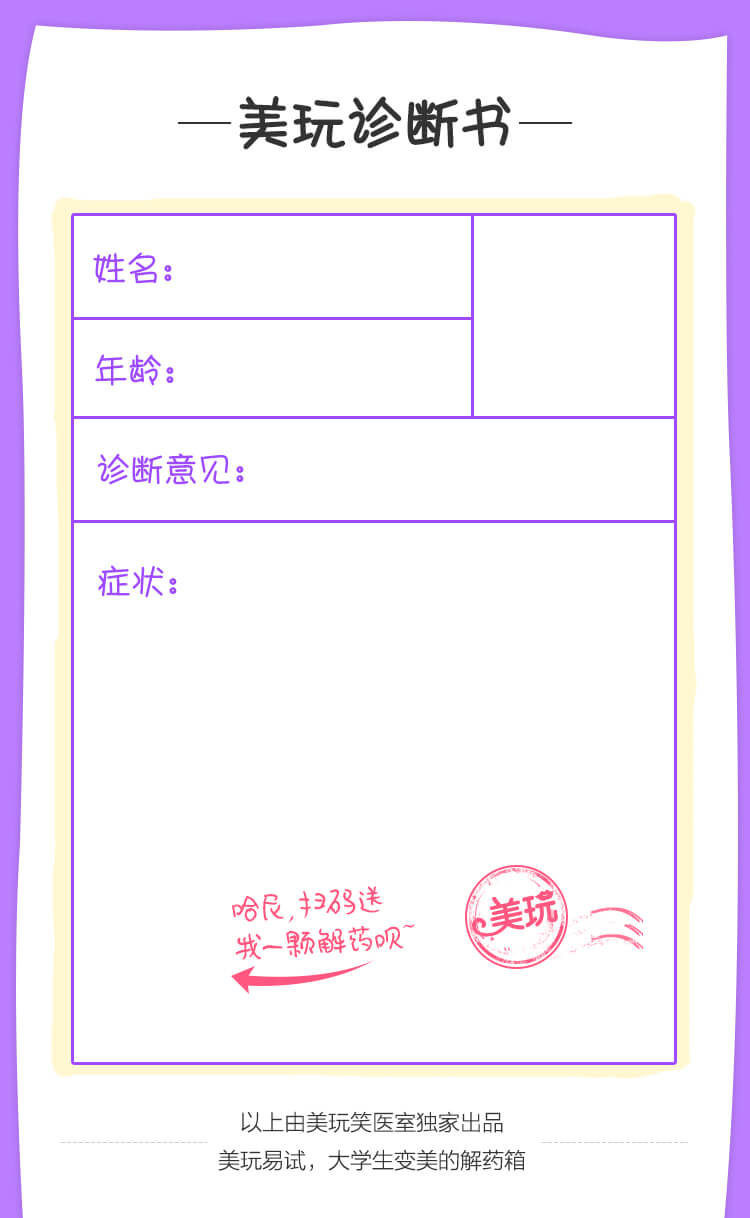 美玩诊断书
姓名：
年龄：
诊断意见：
症状：
哈尼,扫码送
我一颗解药呗~
美玩
以上由美玩笑医室独家出品
美玩易试，大学生变美的解药箱